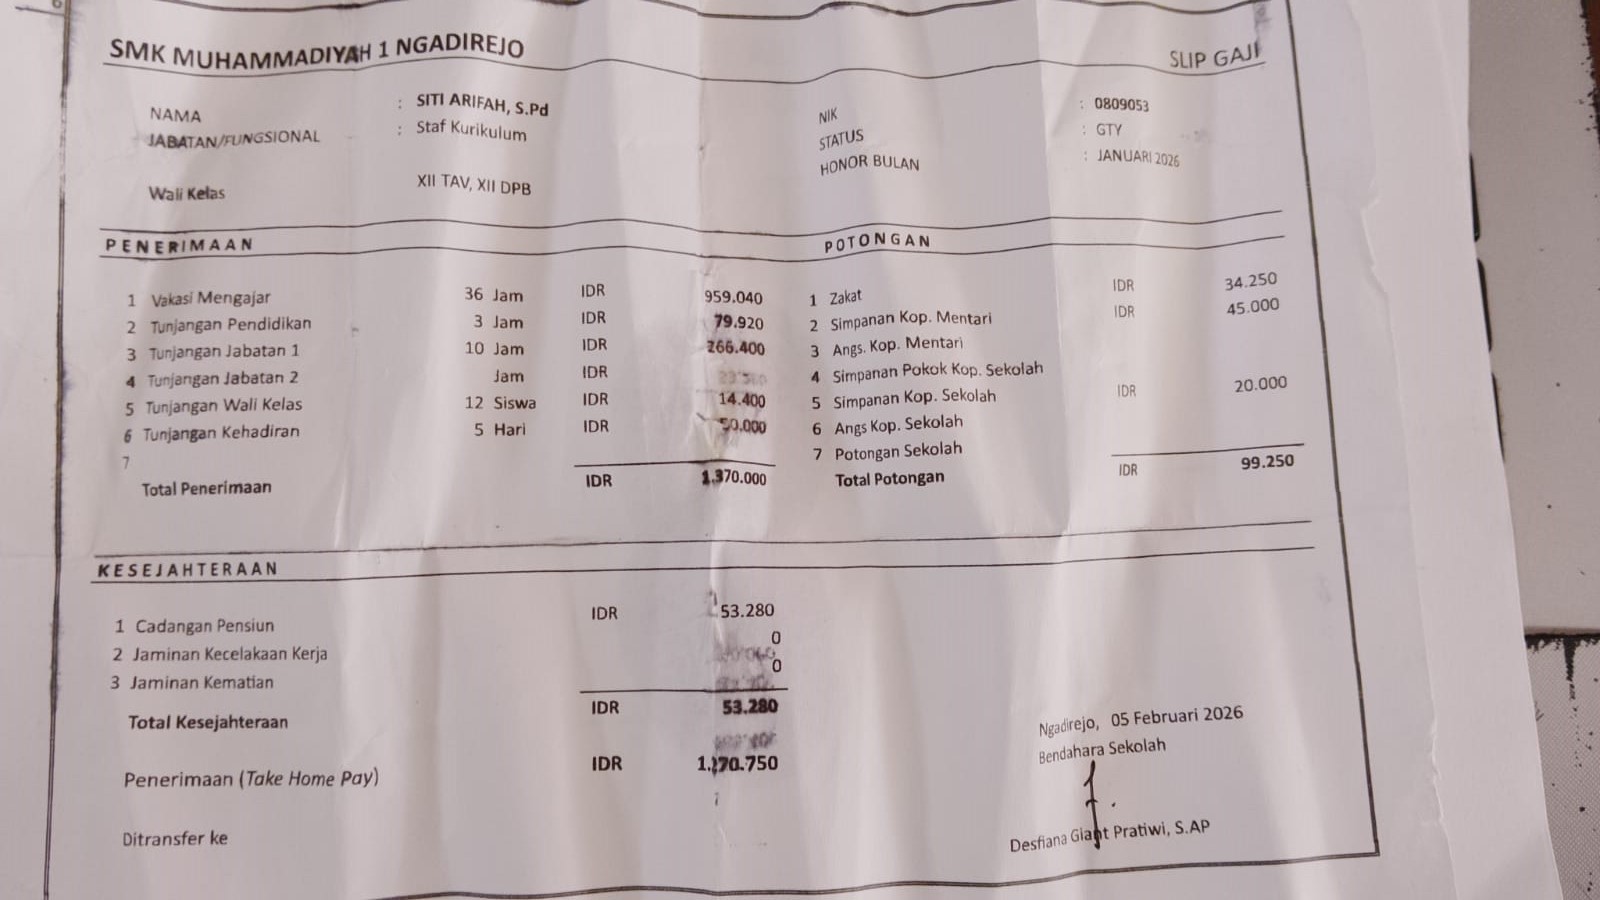 SMK MUHAMMADIYAH 1 NGADIREJO
SLIP GAJI
NAMA : SITI ARIFAH, S.Pd
JABATAN/FUNGSIONAL : Staf Kurikulum
Wali Kelas XII TAV, XII DPB
NIK : 0809053
STATUS : GTY
HONOR BULAN : JANUARI 2026
PENERIMAAN
1 Vakasi Mengajar 36 Jam IDR 959.040
2 Tunjangan Pendidikan 3 Jam IDR 79.920
3 Tunjangan Jabatan 1 10 Jam IDR 266.400
4 Tunjangan Jabatan 2 Jam IDR
5 Tunjangan Wali Kelas 12 Siswa IDR 14.400
6 Tunjangan Kehadiran 5 Hari IDR 50.000
7
Total Penerimaan IDR 1.370.000
POTONGAN
1 Zakat IDR 34.250
2 Simpanan Kop. Mentari IDR 45.000
3 Angs. Kop. Mentari
4 Simpanan Pokok Kop. Sekolah
5 Simpanan Kop. Sekolah IDR 20.000
6 Angs Kop. Sekolah
7 Potongan Sekolah
Total Potongan IDR 99.250
KESEJAHTERAAN
1 Cadangan Pensiun IDR 53.280
2 Jaminan Kecelakaan Kerja 0
3 Jaminan Kematian 0
Total Kesejahteraan IDR 53.280
Penerimaan (Take Home Pay) IDR 1.270.750
Ditransfer ke
Ngadirejo, 05 Februari 2026
Bendahara Sekolah
Desfiana Giant Pratiwi, S.AP